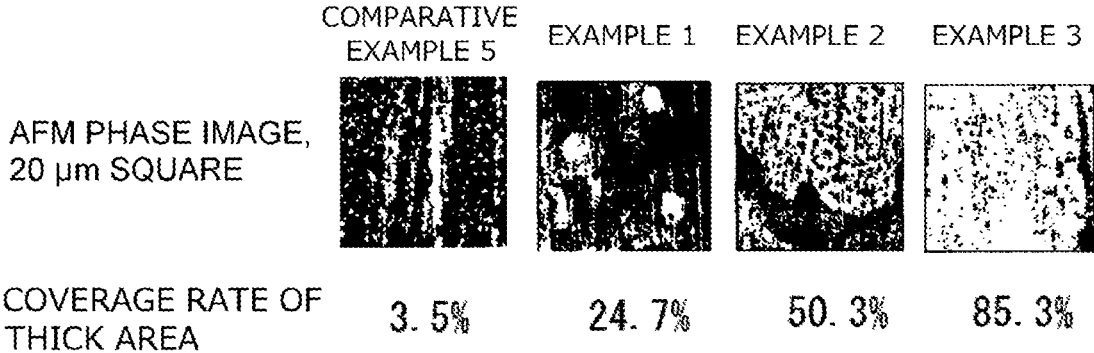 COMPARATIVE
EXAMPLE 5
EXAMPLE 1
EXAMPLE 2
EXAMPLE 3
AFM PHASE IMAGE,
20 µm SQUARE
COVERAGE RATE OF
THICK AREA
3. 5%
24. 7%
50. 3%
85. 3%